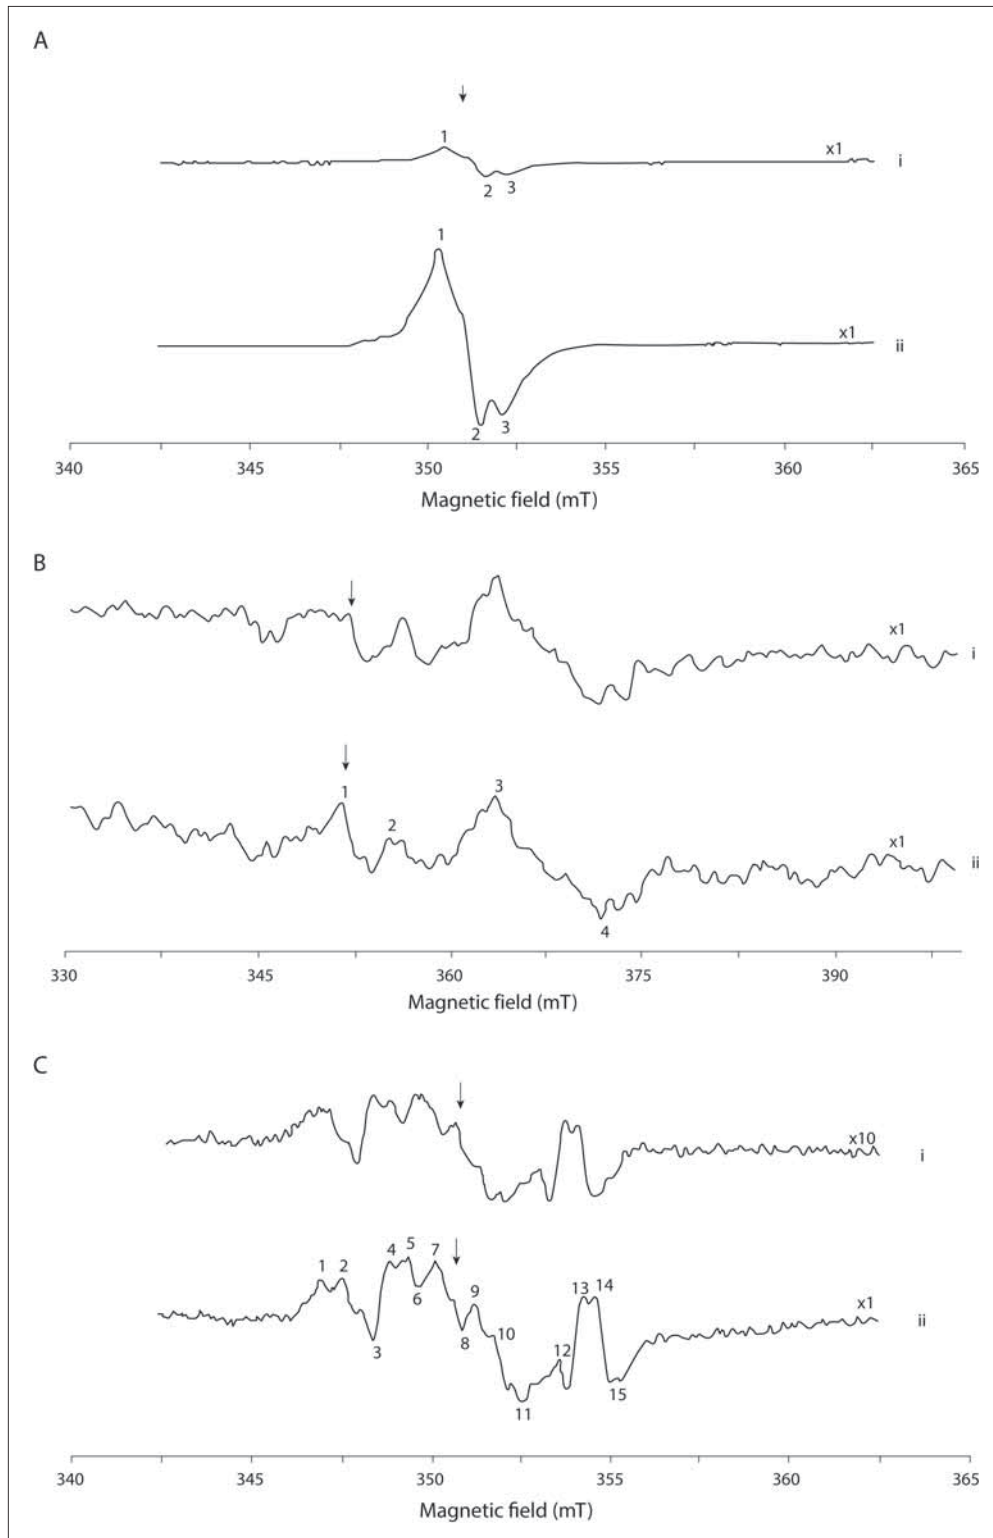 A
1
x1
i
2 3
1
x1
ii
2 3
340 345 350 355 360 365
Magnetic field (mT)
B
x1
i
1 2 3
x1
ii
4
330 345 360 375 390
Magnetic field (mT)
C
x10
i
1 2 4 5 7 9 13 14
x1
ii
3 6 8 10 12
11 15
340 345 350 355 360 365
Magnetic field (mT)